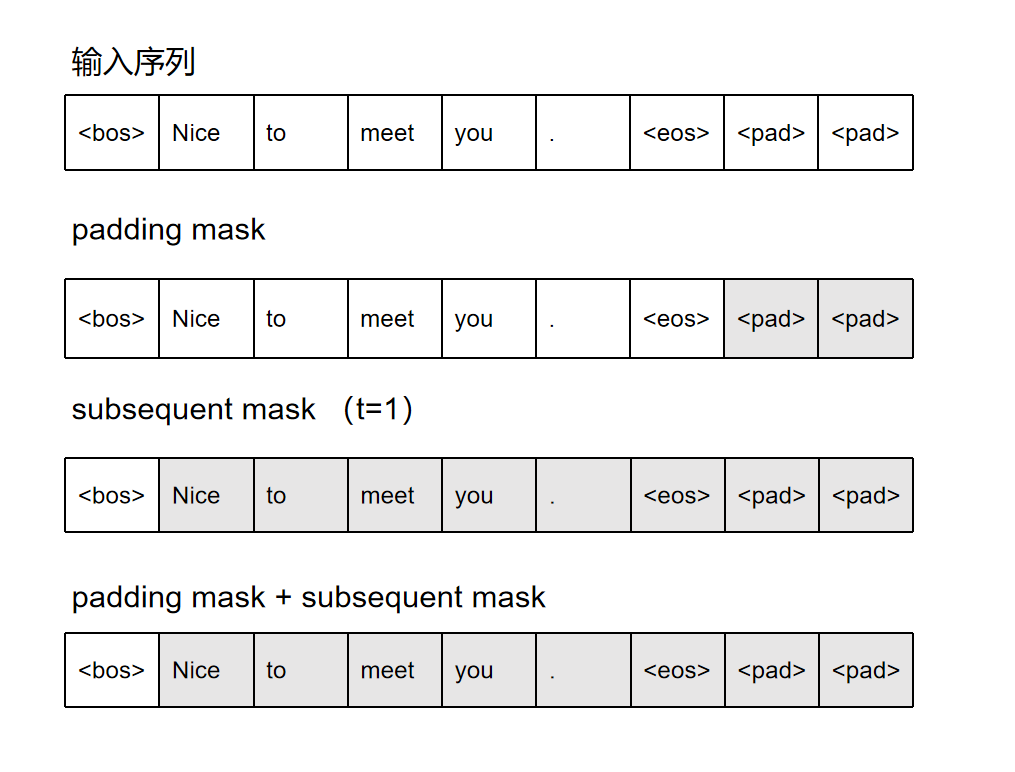 输入序列
<bos> Nice to meet you . <eos> <pad> <pad>
padding mask
<bos> Nice to meet you . <eos> <pad> <pad>
subsequent mask （t=1）
<bos> Nice to meet you . <eos> <pad> <pad>
padding mask + subsequent mask
<bos> Nice to meet you . <eos> <pad> <pad>